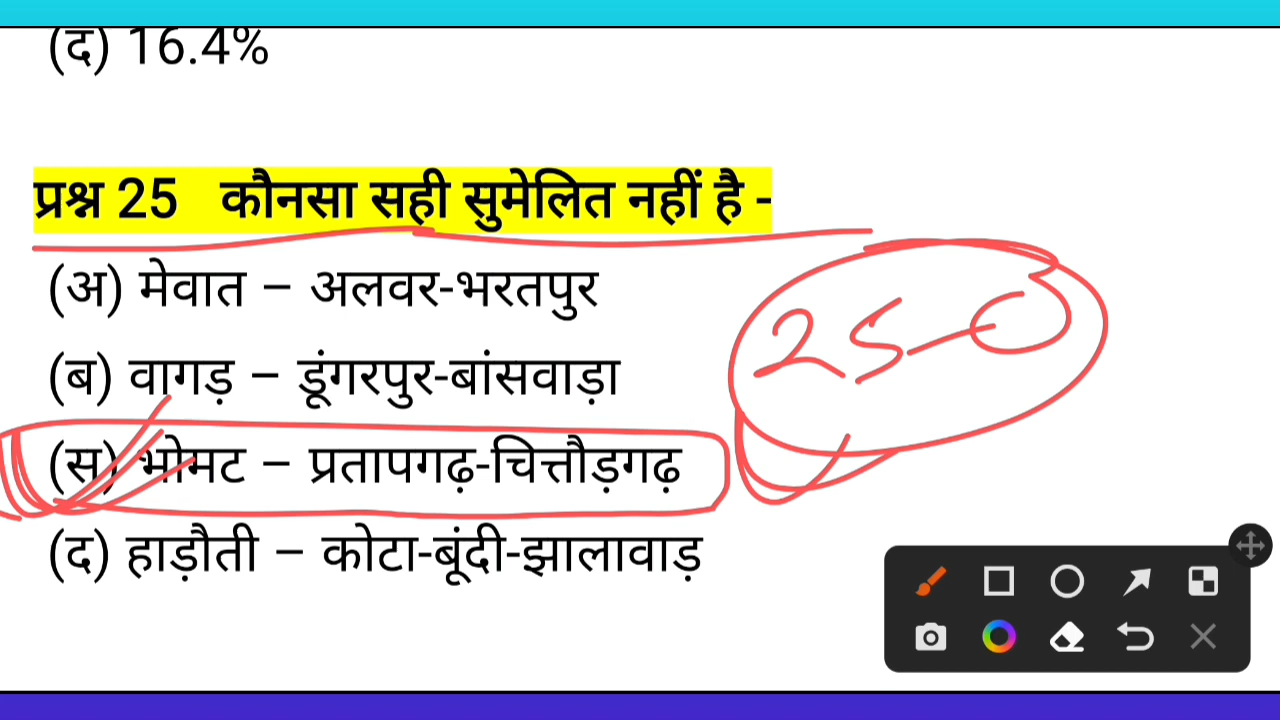 (द) 16.4%
प्रश्न 25 कौनसा सही सुमेलित नहीं है -
(अ) मेवात – अलवर-भरतपुर
(ब) वागड़ – डूंगरपुर-बांसवाड़ा
(स) भोमट – प्रतापगढ़-चित्तौड़गढ़
(द) हाड़ौती – कोटा-बूंदी-झालावाड़
25-